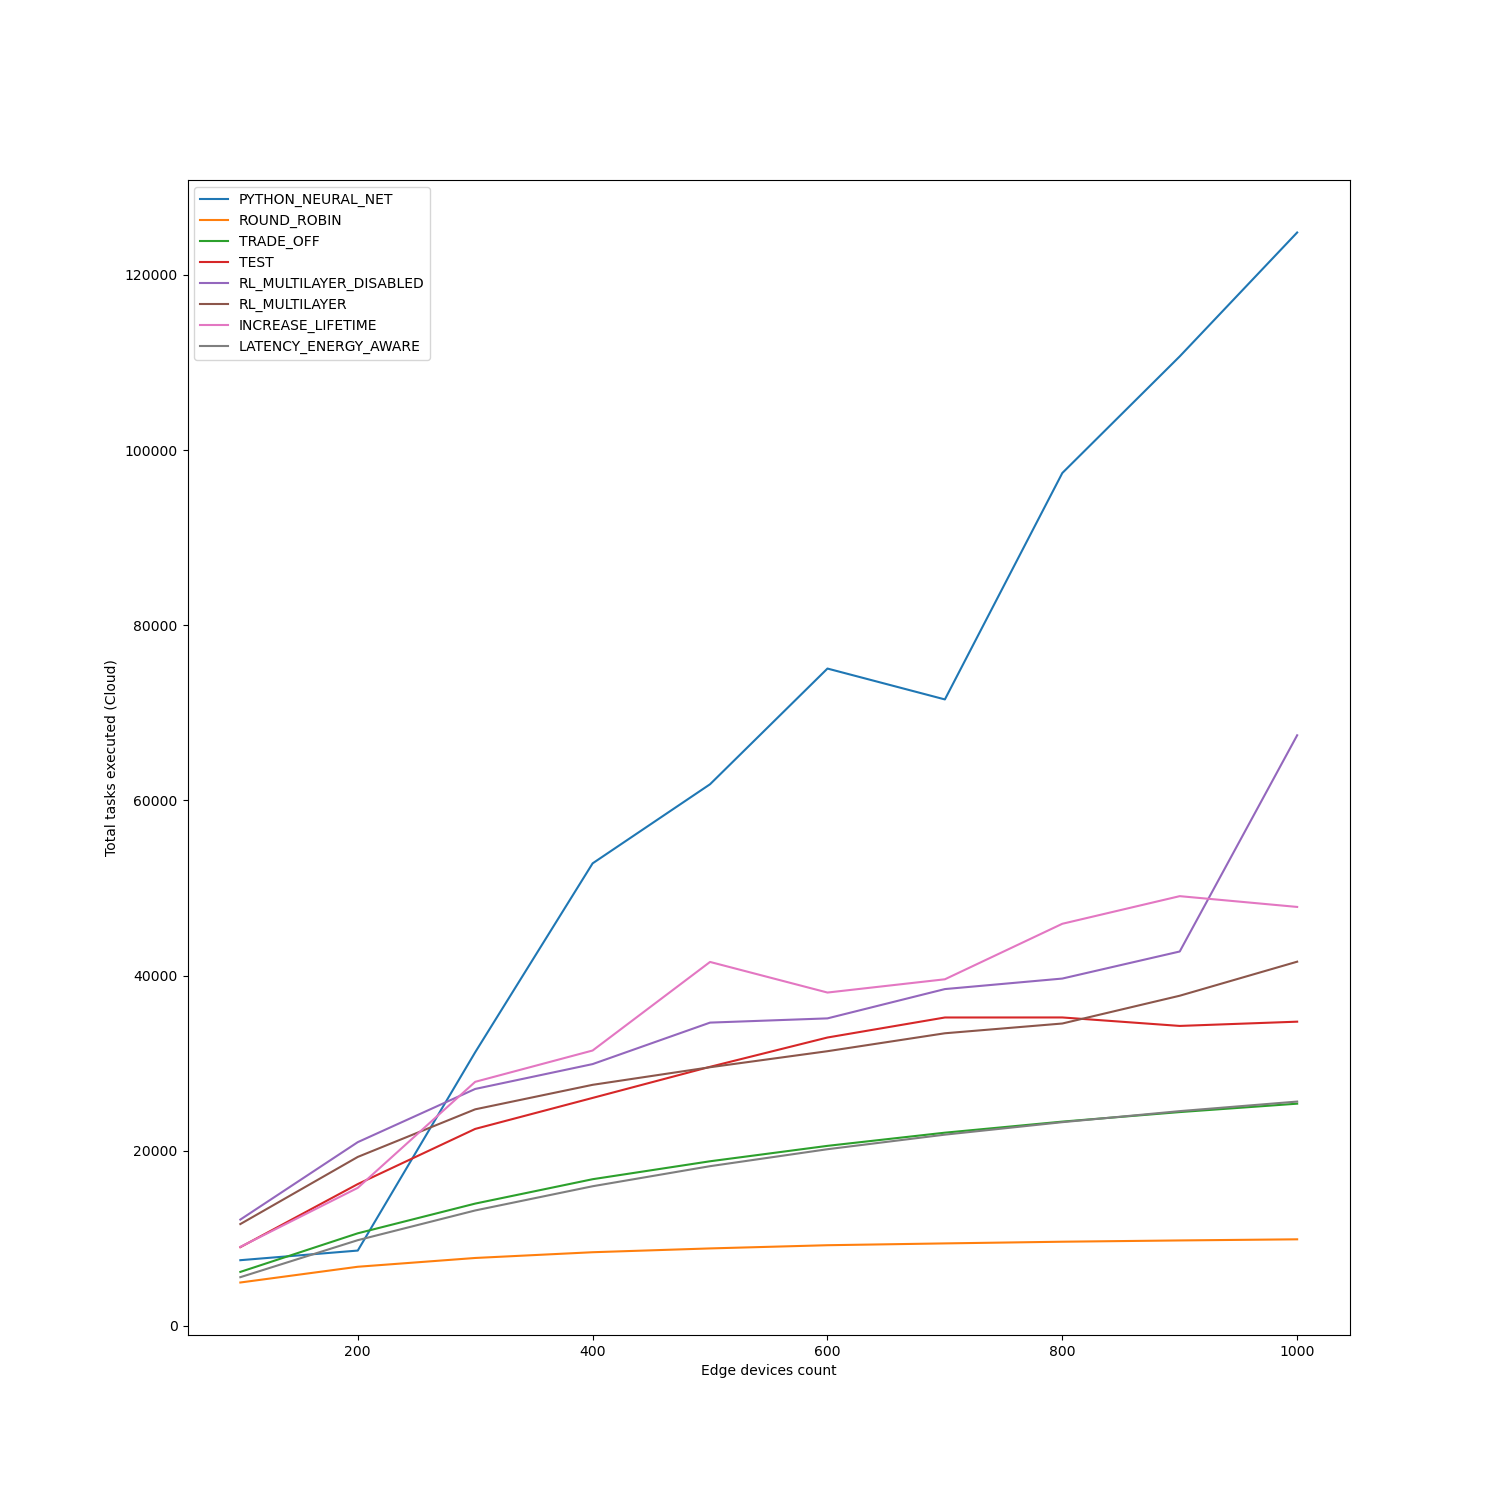 PYTHON_NEURAL_NET
ROUND_ROBIN
TRADE_OFF
TEST
RL_MULTILAYER_DISABLED
RL_MULTILAYER
INCREASE_LIFETIME
LATENCY_ENERGY_AWARE
120000
100000
80000
60000
40000
20000
0
Total tasks executed (Cloud)
200 400 600 800 1000
Edge devices count